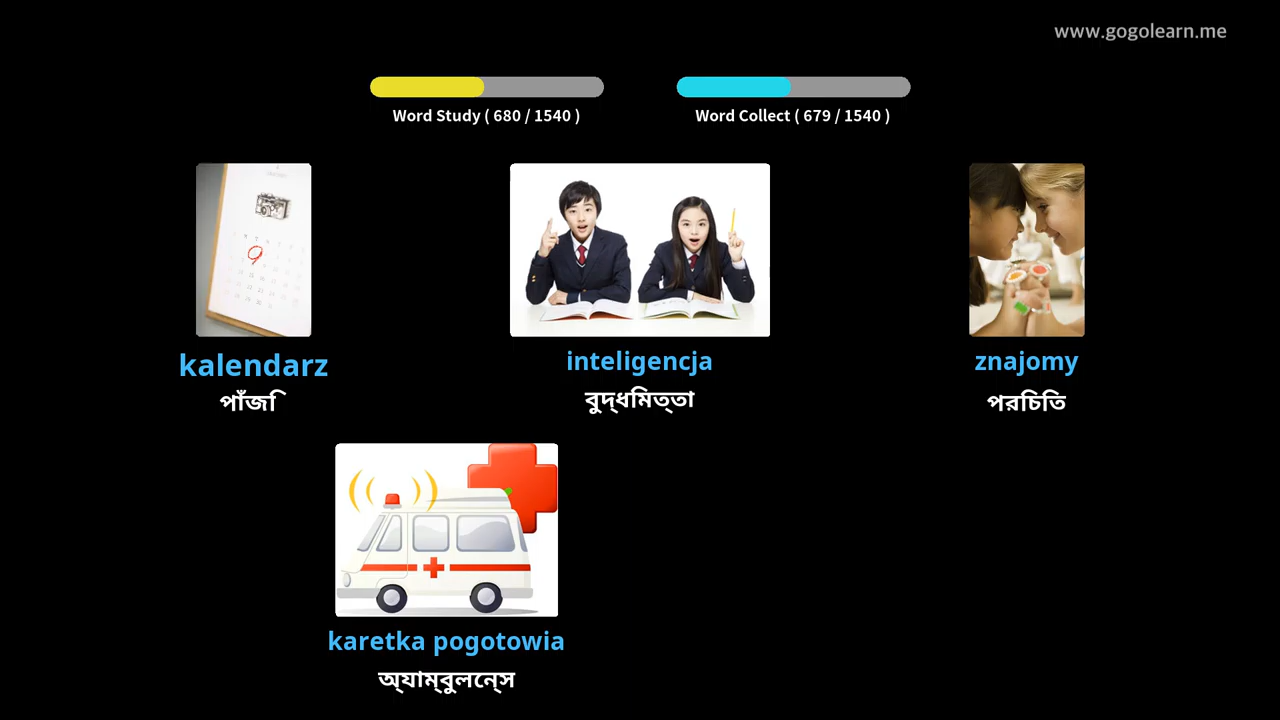 www.gogolearn.me
Word Study ( 680 / 1540 )
Word Collect ( 679 / 1540 )
kalendarz
inteligencja
znajomy
পাঁজি
বুদ্ধিমত্তা
পরিচিতি
karetka pogotowia
অ্যাম্বুলেন্স